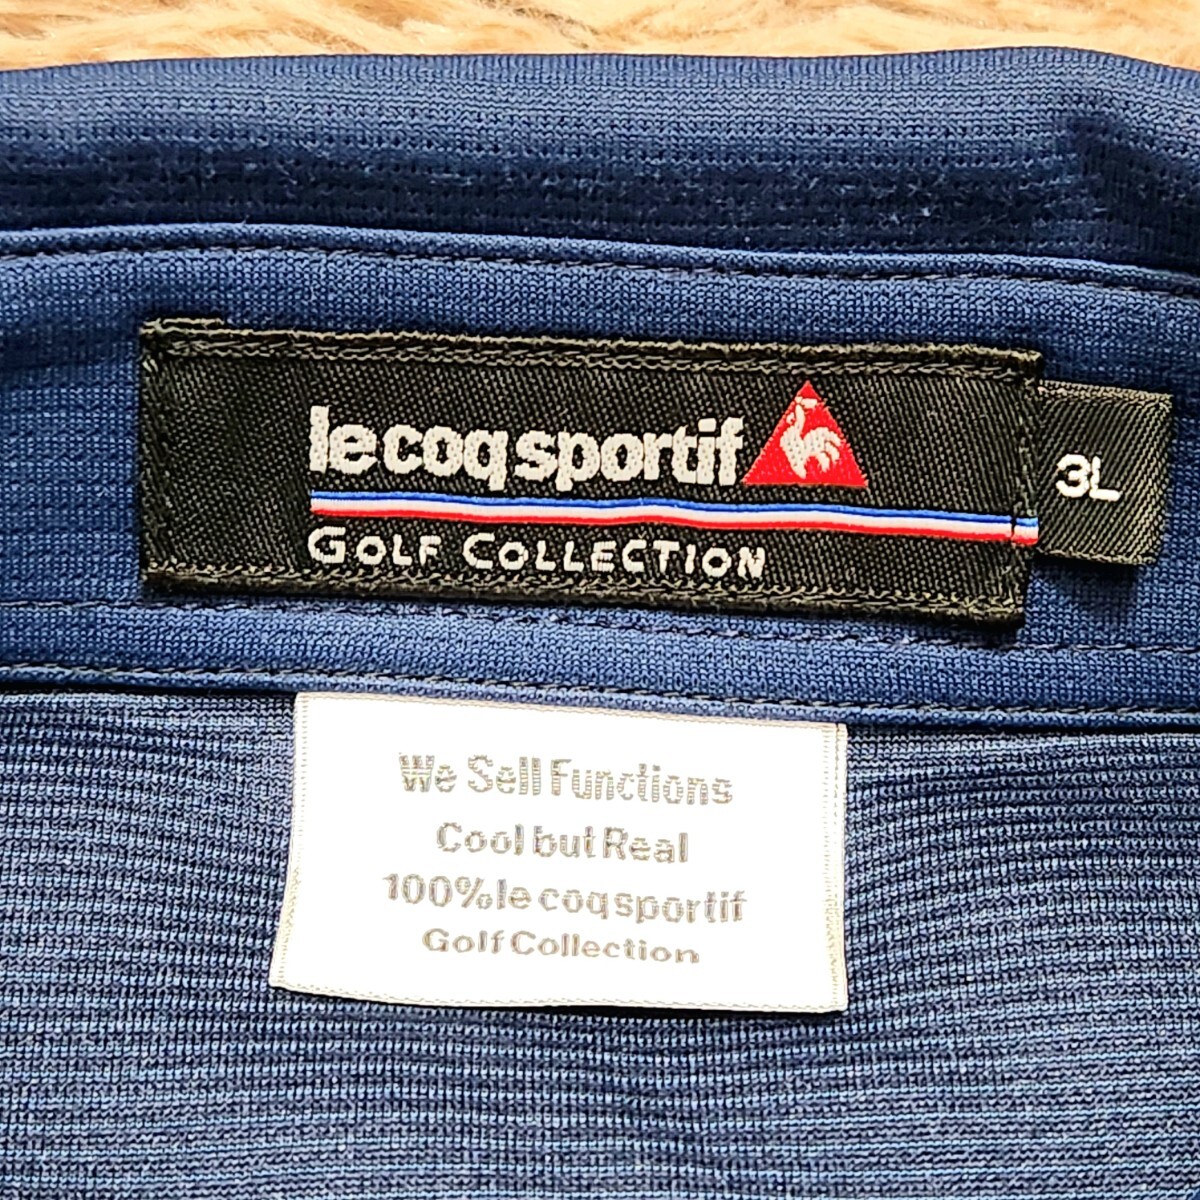 le coq sportif
3L
GOLF COLLECTION
We Sell Functions
Cool but Real
100% le coq sportif
Golf Collection